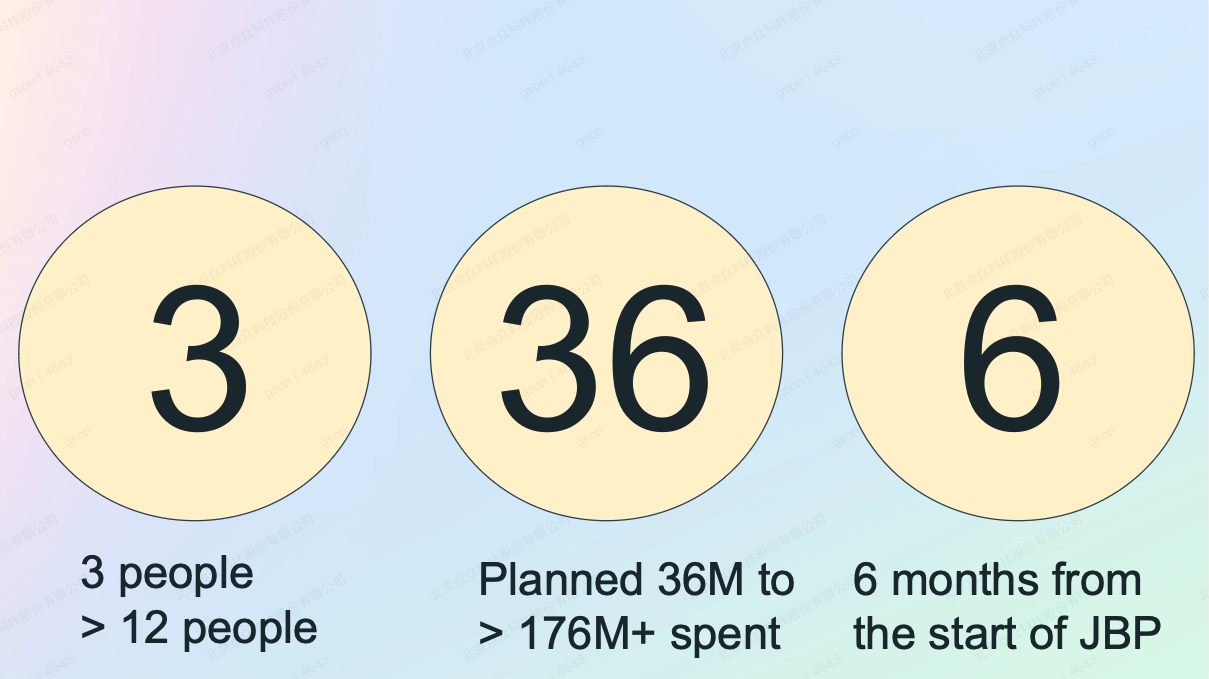 3
36
6
3 people
> 12 people
Planned 36M to
> 176M+ spent
6 months from
the start of JBP
北京点众科技股份有限公司
gson | 4643
gson